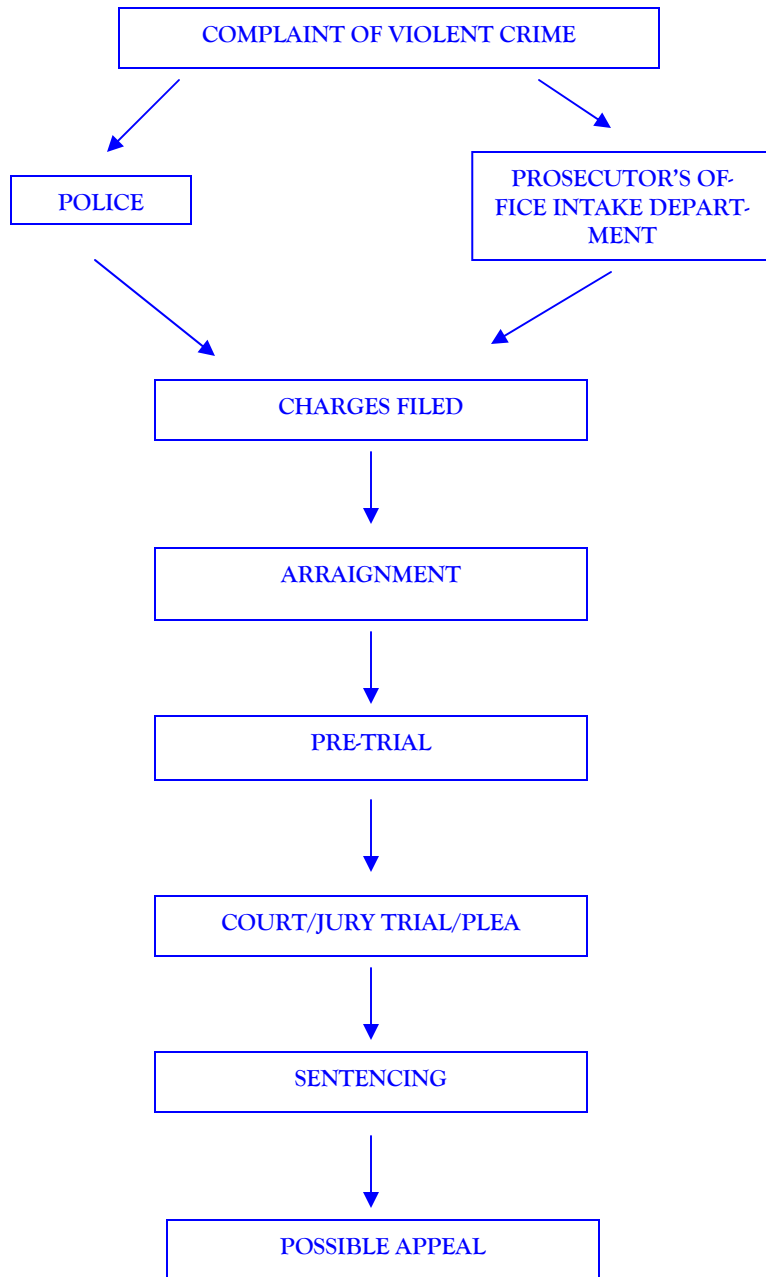 COMPLAINT OF VIOLENT CRIME
POLICE
PROSECUTOR'S OF-
FICE INTAKE DEPART-
MENT
CHARGES FILED
ARRAIGNMENT
PRE-TRIAL
COURT/JURY TRIAL/PLEA
SENTENCING
POSSIBLE APPEAL